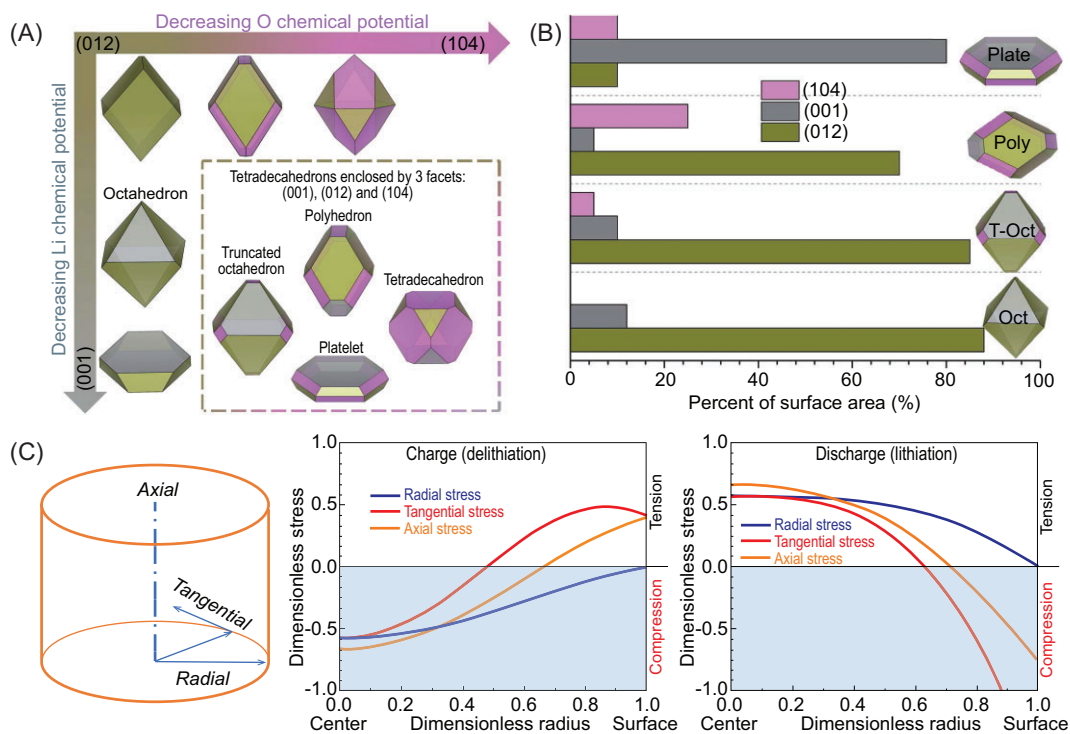 (A)
Decreasing O chemical potential
(012)
(104)
Decreasing Li chemical potential
(001)
Octahedron
Tetradecahedrons enclosed by 3 facets:
(001), (012) and (104)
Polyhedron
Truncated
octahedron
Tetradecahedron
Platelet
(B)
Plate
(104)
(001)
(012)
Poly
T-Oct
Oct
0 20 40 60 80 100
Percent of surface area (%)
(C)
Axial
Tangential
Radial
Charge (delithiation)
Radial stress
Tangential stress
Axial stress
Dimensionless stress
1.0
0.5
0.0
-0.5
-1.0
Tension
Compression
0 0.2 0.4 0.6 0.8 1.0
Center Dimensionless radius Surface
Discharge (lithiation)
Radial stress
Tangential stress
Axial stress
Dimensionless stress
1.0
0.5
0.0
-0.5
-1.0
Tension
Compression
0 0.2 0.4 0.6 0.8 1.0
Center Dimensionless radius Surface